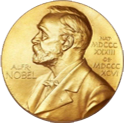 ALFR·
NOBEL
NAT·
MDCCC
XXXIII
OB·
MDCCC
XCVI